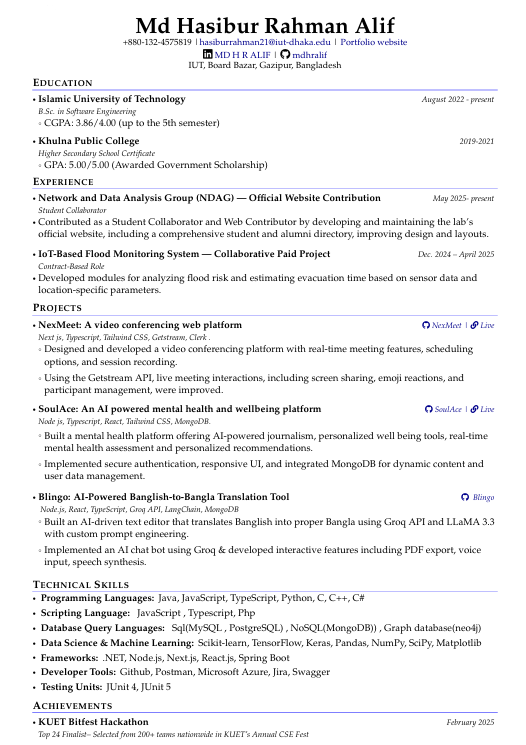 Md Hasibur Rahman Alif
+880-132-4575819 | hasiburrahman21@iut-dhaka.edu | Portfolio website
MD H R ALIF | mdhralif
IUT, Board Bazar, Gazipur, Bangladesh
EDUCATION
• Islamic University of Technology August 2022 - present
B.Sc. in Software Engineering
◦ CGPA: 3.86/4.00 (up to the 5th semester)
• Khulna Public College 2019-2021
Higher Secondary School Certificate
◦ GPA: 5.00/5.00 (Awarded Government Scholarship)
EXPERIENCE
• Network and Data Analysis Group (NDAG) — Official Website Contribution May 2025- present
Student Collaborator
• Contributed as a Student Collaborator and Web Contributor by developing and maintaining the lab's
official website, including a comprehensive student and alumni directory, improving design and layouts.
• IoT-Based Flood Monitoring System — Collaborative Paid Project Dec. 2024 – April 2025
Contract-Based Role
• Developed modules for analyzing flood risk and estimating evacuation time based on sensor data and
location-specific parameters.
PROJECTS
• NexMeet: A video conferencing web platform NexMeet | Live
Next js, Typescript, Tailwind CSS, Getstream, Clerk .
◦ Designed and developed a video conferencing platform with real-time meeting features, scheduling
options, and session recording.
◦ Using the Getstream API, live meeting interactions, including screen sharing, emoji reactions, and
participant management, were improved.
• SoulAce: An AI powered mental health and wellbeing platform SoulAce | Live
Node js, Typescript, React, Tailwind CSS, MongoDB.
◦ Built a mental health platform offering AI-powered journalism, personalized well being tools, real-time
mental health assessment and personalized recommendations.
◦ Implemented secure authentication, responsive UI, and integrated MongoDB for dynamic content and
user data management.
• Blingo: AI-Powered Banglish-to-Bangla Translation Tool Blingo
Node.js, React, TypeScript, Groq API, LangChain, MongoDB
◦ Built an AI-driven text editor that translates Banglish into proper Bangla using Groq API and LLaMA 3.3
with custom prompt engineering.
◦ Implemented an AI chat bot using Groq & developed interactive features including PDF export, voice
input, speech synthesis.
TECHNICAL SKILLS
• Programming Languages: Java, JavaScript, TypeScript, Python, C, C++, C#
• Scripting Language: JavaScript , Typescript, Php
• Database Query Languages: Sql(MySQL , PostgreSQL) , NoSQL(MongoDB)) , Graph database(neo4j)
• Data Science & Machine Learning: Scikit-learn, TensorFlow, Keras, Pandas, NumPy, SciPy, Matplotlib
• Frameworks: .NET, Node.js, Next.js, React.js, Spring Boot
• Developer Tools: Github, Postman, Microsoft Azure, Jira, Swagger
• Testing Units: JUnit 4, JUnit 5
ACHIEVEMENTS
• KUET Bitfest Hackathon February 2025
Top 24 Finalist– Selected from 200+ teams nationwide in KUET's Annual CSE Fest